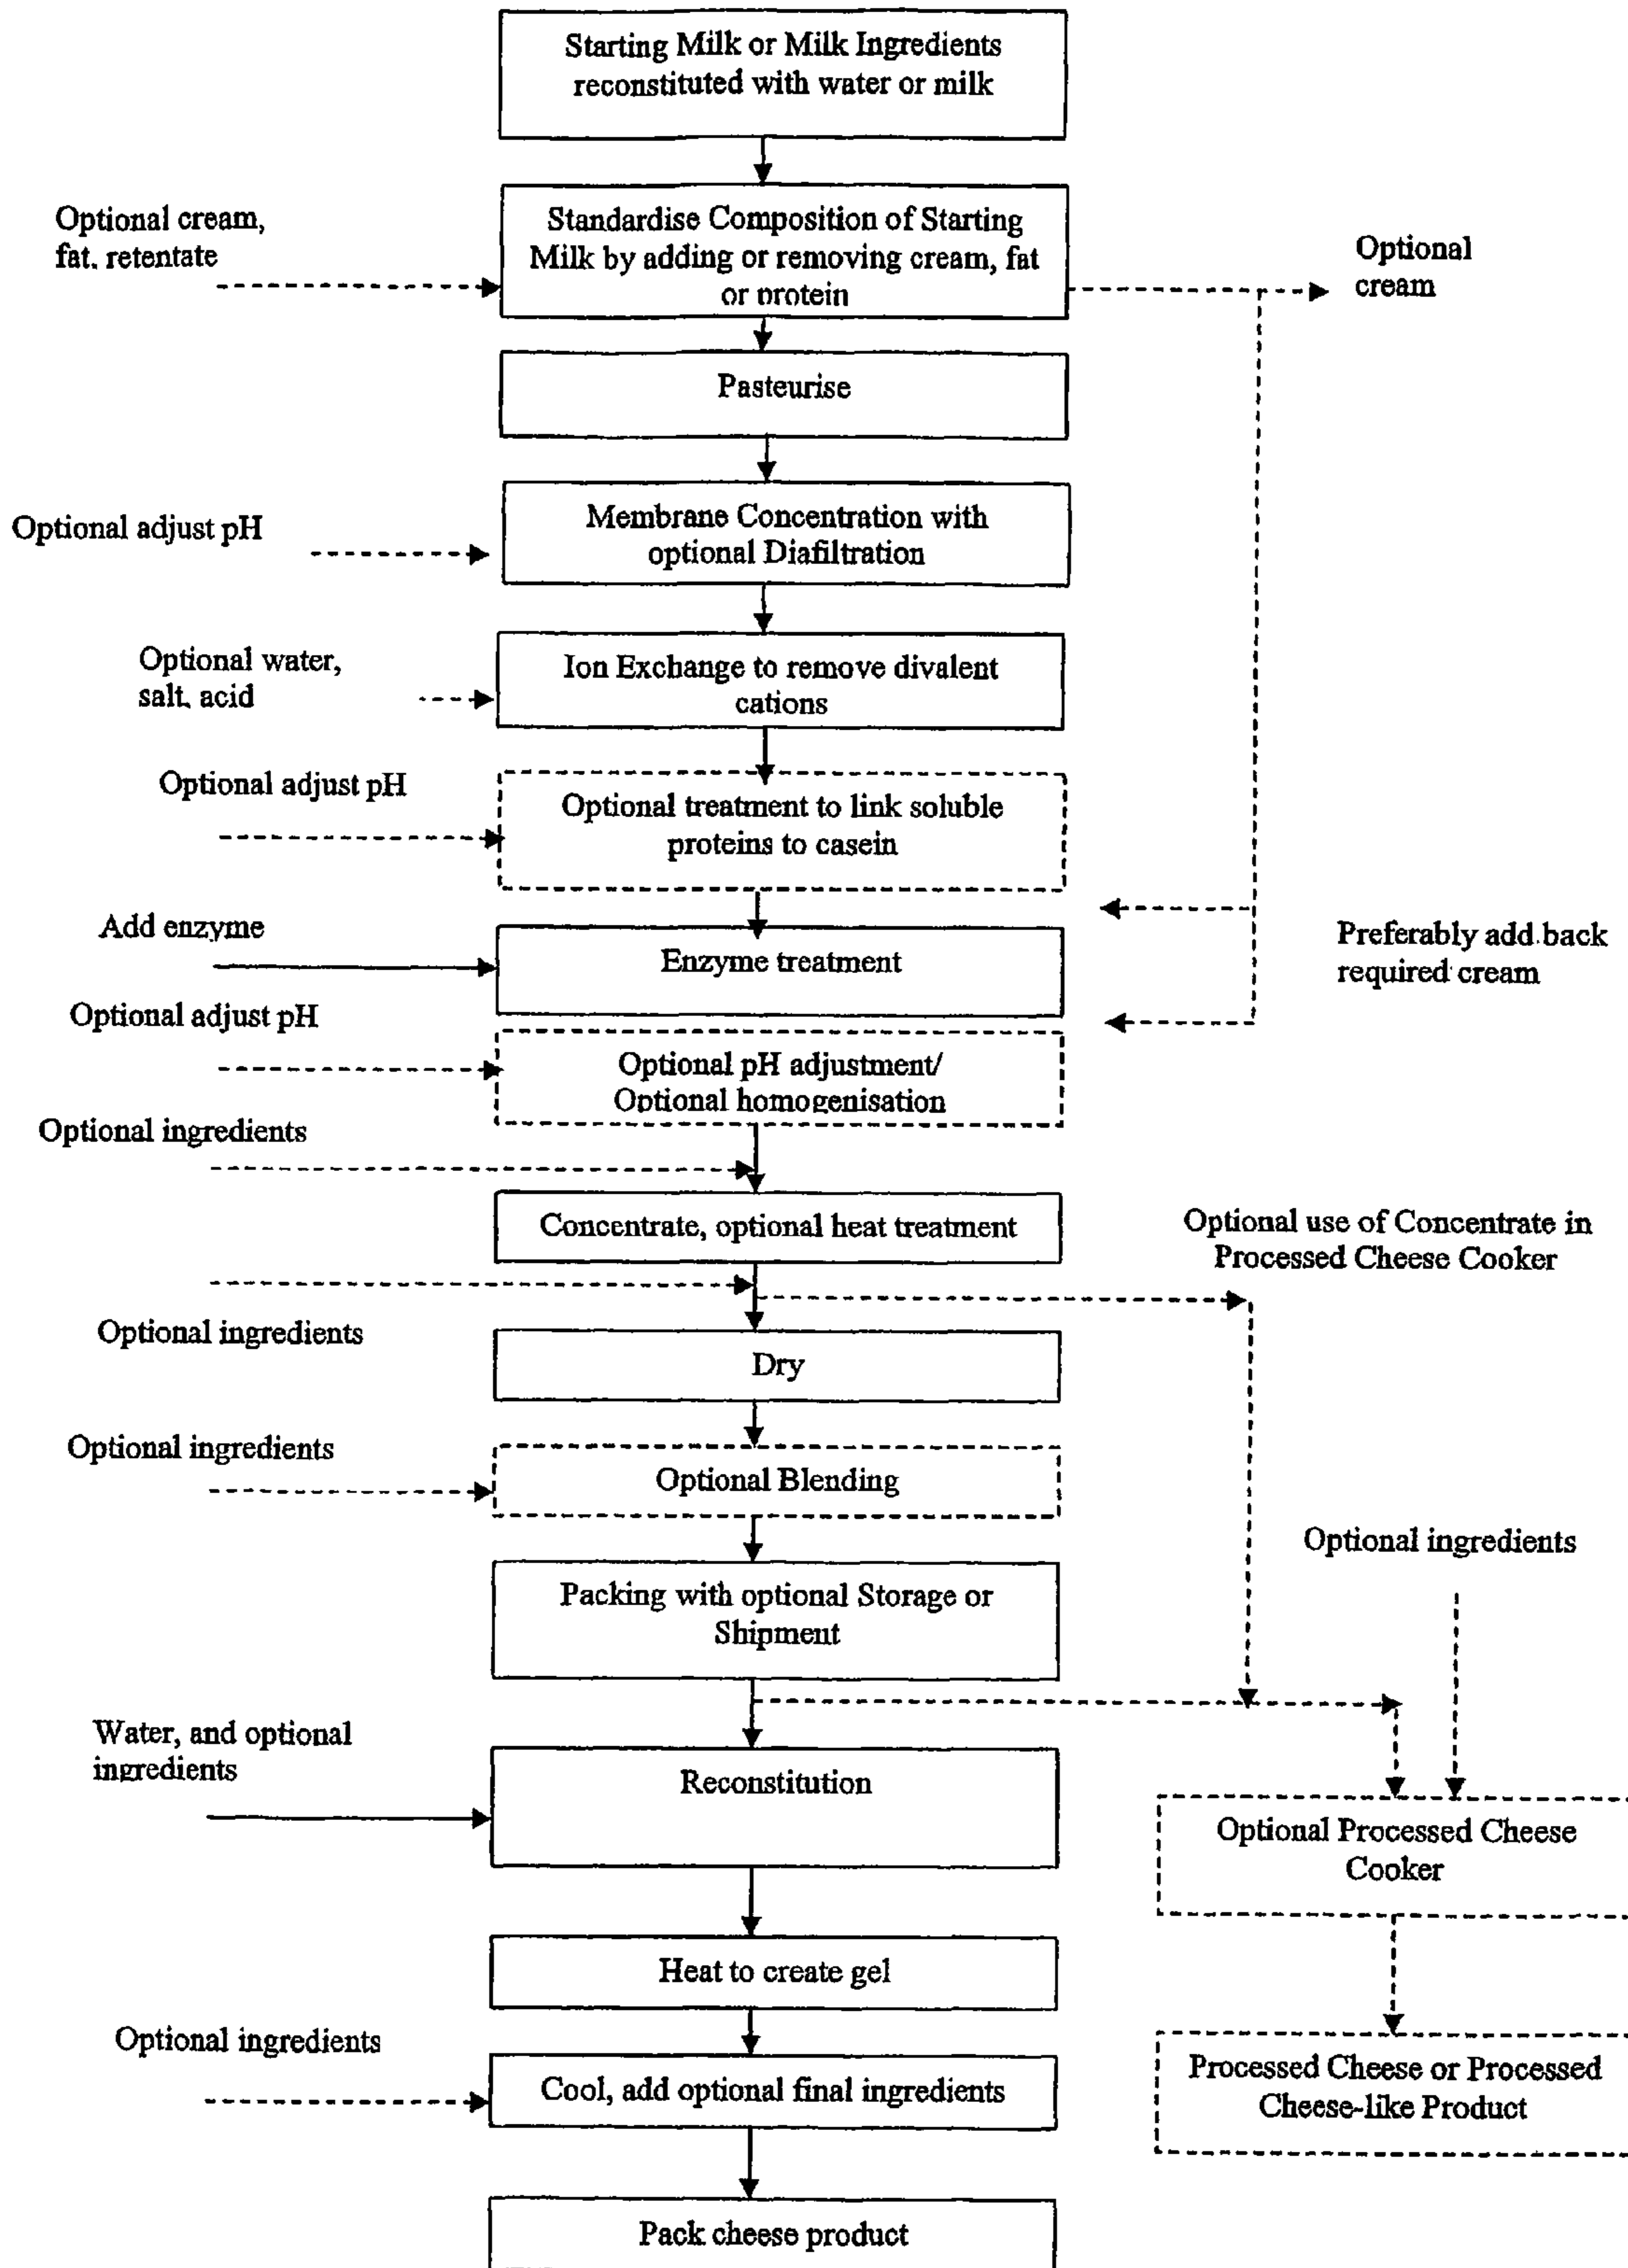 Starting Milk or Milk Ingredients
reconstituted with water or milk
Optional cream,
fat, retentate
Standardise Composition of Starting
Milk by adding or removing cream, fat
or protein
Optional
cream
Pasteurise
Optional adjust pH
Membrane Concentration with
optional Diafiltration
Optional water,
salt, acid
Ion Exchange to remove divalent
cations
Optional adjust pH
Optional treatment to link soluble
proteins to casein
Add enzyme
Enzyme treatment
Preferably add back
required cream
Optional adjust pH
Optional pH adjustment/
Optional homogenisation
Optional ingredients
Concentrate, optional heat treatment
Optional use of Concentrate in
Processed Cheese Cooker
Optional ingredients
Dry
Optional ingredients
Optional Blending
Optional ingredients
Packing with optional Storage or
Shipment
Water, and optional
ingredients
Reconstitution
Optional Processed Cheese
Cooker
Heat to create gel
Optional ingredients
Cool, add optional final ingredients
Processed Cheese or Processed
Cheese-like Product
Pack cheese product